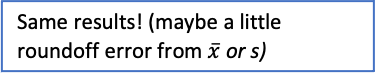 Same results! (maybe a little
roundoff error from x̄ or s)